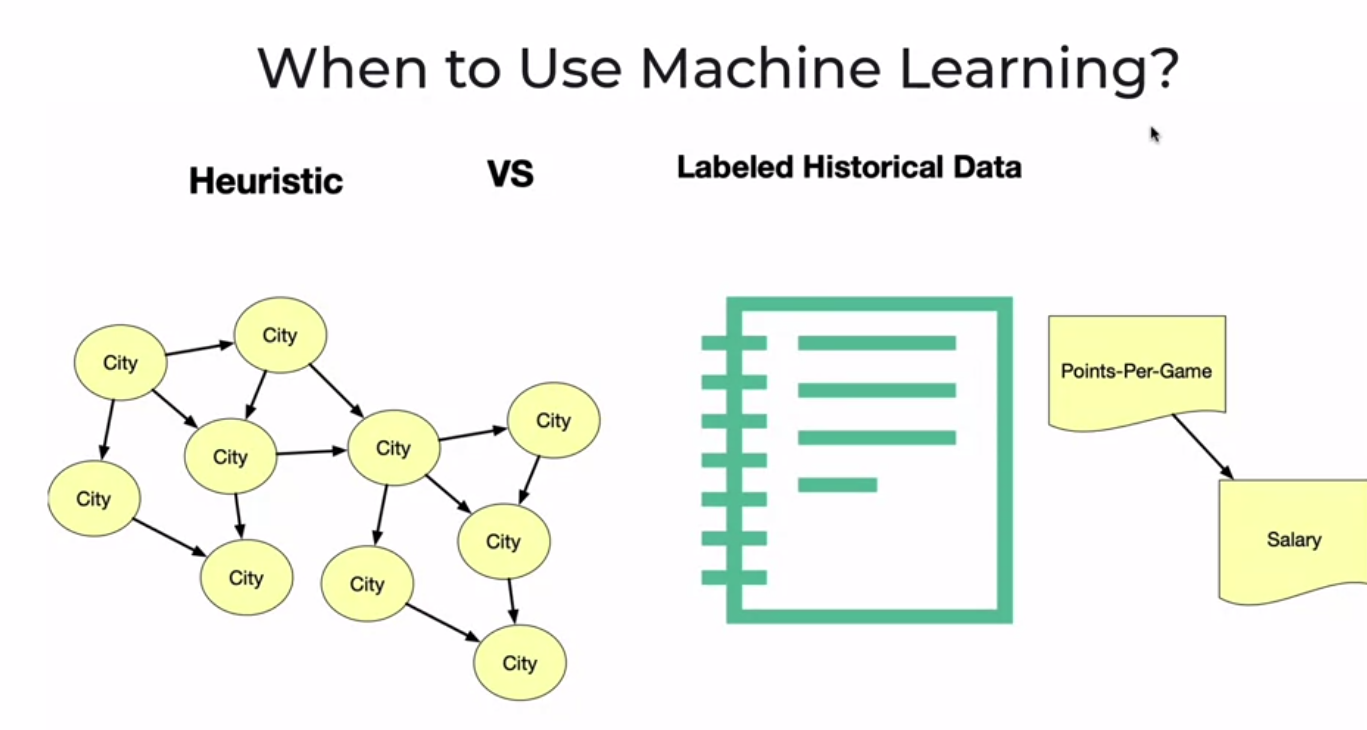 When to Use Machine Learning?
Heuristic
VS
Labeled Historical Data
City
City
City
City
City
City
City
City
City
City
Points-Per-Game
Salary